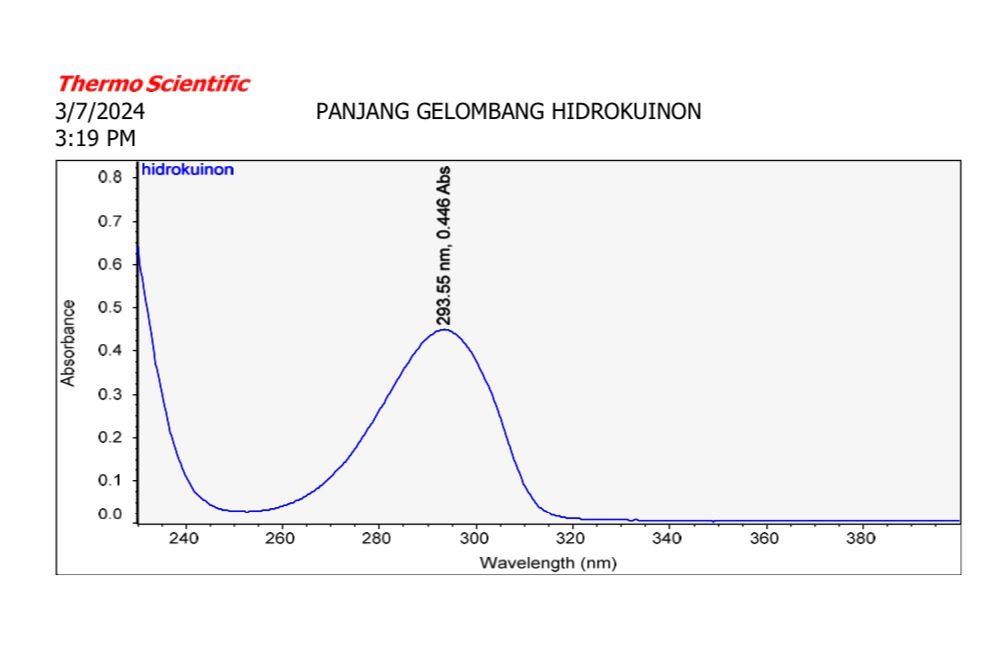 Thermo Scientific
3/7/2024
PANJANG GELOMBANG HIDROKUINON
3:19 PM
hidrokuinon
293.55 nm, 0.446 Abs
0.8
0.7
0.6
0.5
0.4
0.3
0.2
0.1
0.0
Absorbance
240 260 280 300 320 340 360 380
Wavelength (nm)